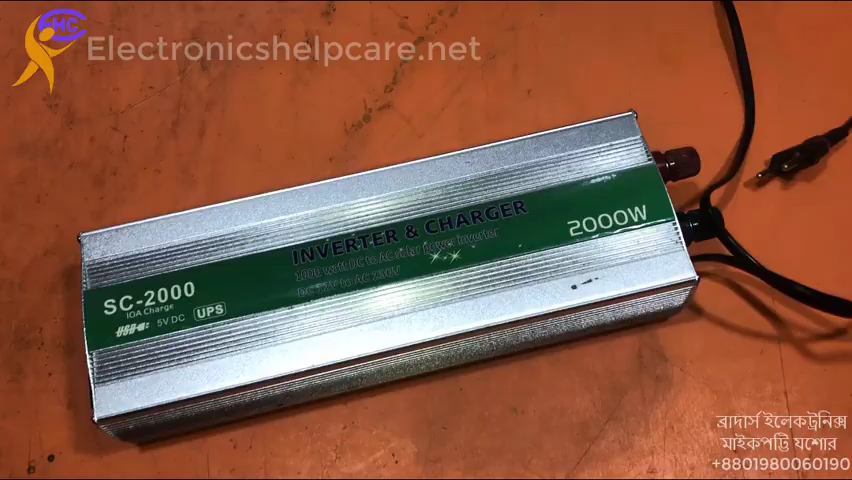 HC
Electronicshelpcare.net
INVERTER & CHARGER
1000 watt DC to AC solar power inverter
DC 12V to AC 230V
2000W
SC-2000
10A Charge
5V DC
UPS
ব্রাদার্স ইলেকট্রনিক্স
মাইকপট্টি যশোর
+8801980060190